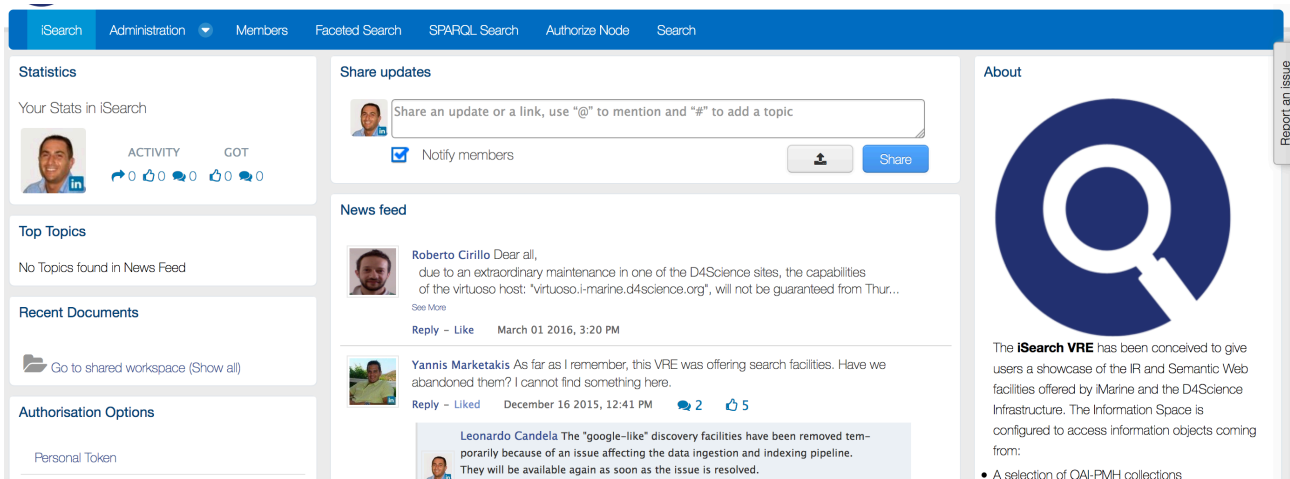 iSearch Administration Members Faceted Search SPARQL Search Authorize Node Search
Statistics
Your Stats in iSearch
ACTIVITY GOT
0 0 0 0 0
in
Top Topics
No Topics found in News Feed
Recent Documents
Go to shared workspace (Show all)
Authorisation Options
Personal Token
Share updates
Share an update or a link, use “@” to mention and “#” to add a topic
in
Notify members
Share
News feed
Roberto Cirillo Dear all,
due to an extraordinary maintenance in one of the D4Science sites, the capabilities
of the virtuoso host: "virtuoso.i-marine.d4science.org", will not be guaranteed from Thur...
See More
Reply - Like March 01 2016, 3:20 PM
Yannis Marketakis As far as I remember, this VRE was offering search facilities. Have we
abandoned them? I cannot find something here.
in
Reply - Liked December 16 2015, 12:41 PM 2 5
Leonardo Candela The "google-like" discovery facilities have been removed tem-
porarily because of an issue affecting the data ingestion and indexing pipeline.
They will be available again as soon as the issue is resolved.
in
About
The iSearch VRE has been conceived to give
users a showcase of the IR and Semantic Web
facilities offered by iMarine and the D4Science
Infrastructure. The Information Space is
configured to access information objects coming
from:
• A selection of OAI-PMH collections
Report an issue